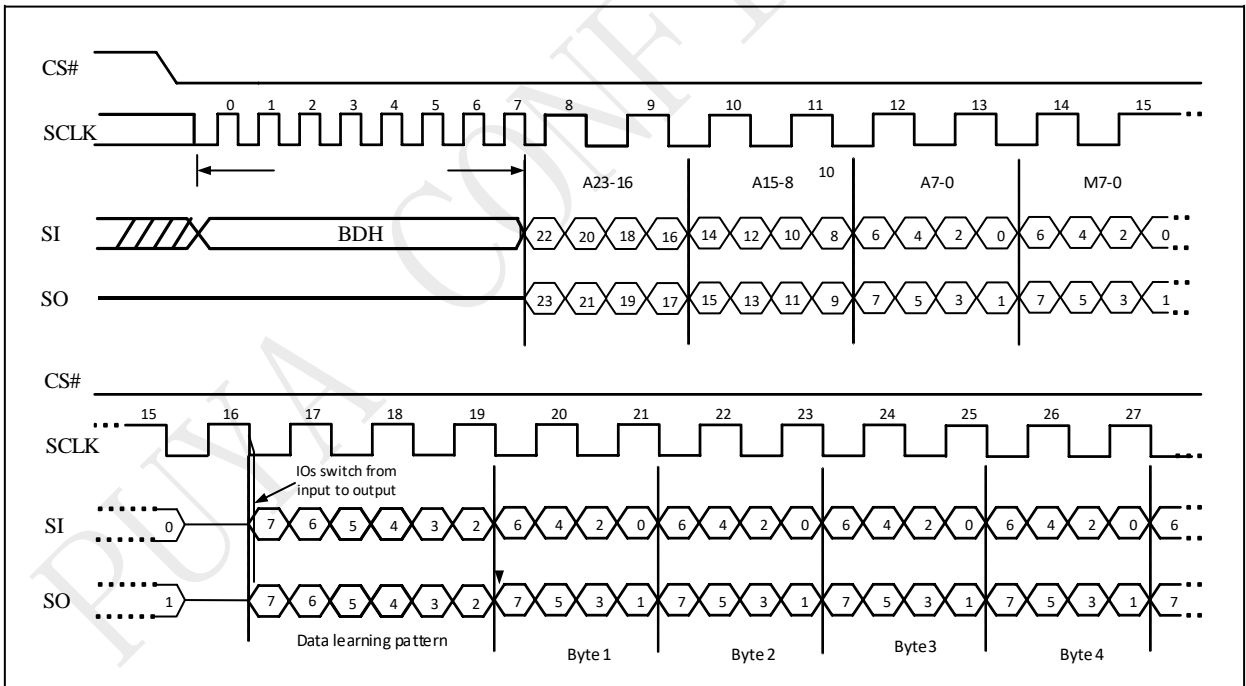 CS#
0 1 2 3 4 5 6 7 8 9 10 11 12 13 14 15
SCLK
A23-16 A15-8 10 A7-0 M7-0
SI BDH 22 20 18 16 14 12 10 8 6 4 2 0 6 4 2 0
SO 23 21 19 17 15 13 11 9 7 5 3 1 7 5 3 1
CS#
15 16 17 18 19 20 21 22 23 24 25 26 27
SCLK
IOs switch from
input to output
SI 0 7 6 5 4 3 2 6 4 2 0 6 4 2 0 6 4 2 0 6 4 2 0 6
SO 1 7 6 5 4 3 2 7 5 3 1 7 5 3 1 7 5 3 1 7 5 3 1 7
Data learning pattern Byte 1 Byte 2 Byte 3 Byte 4
PUYA CONF